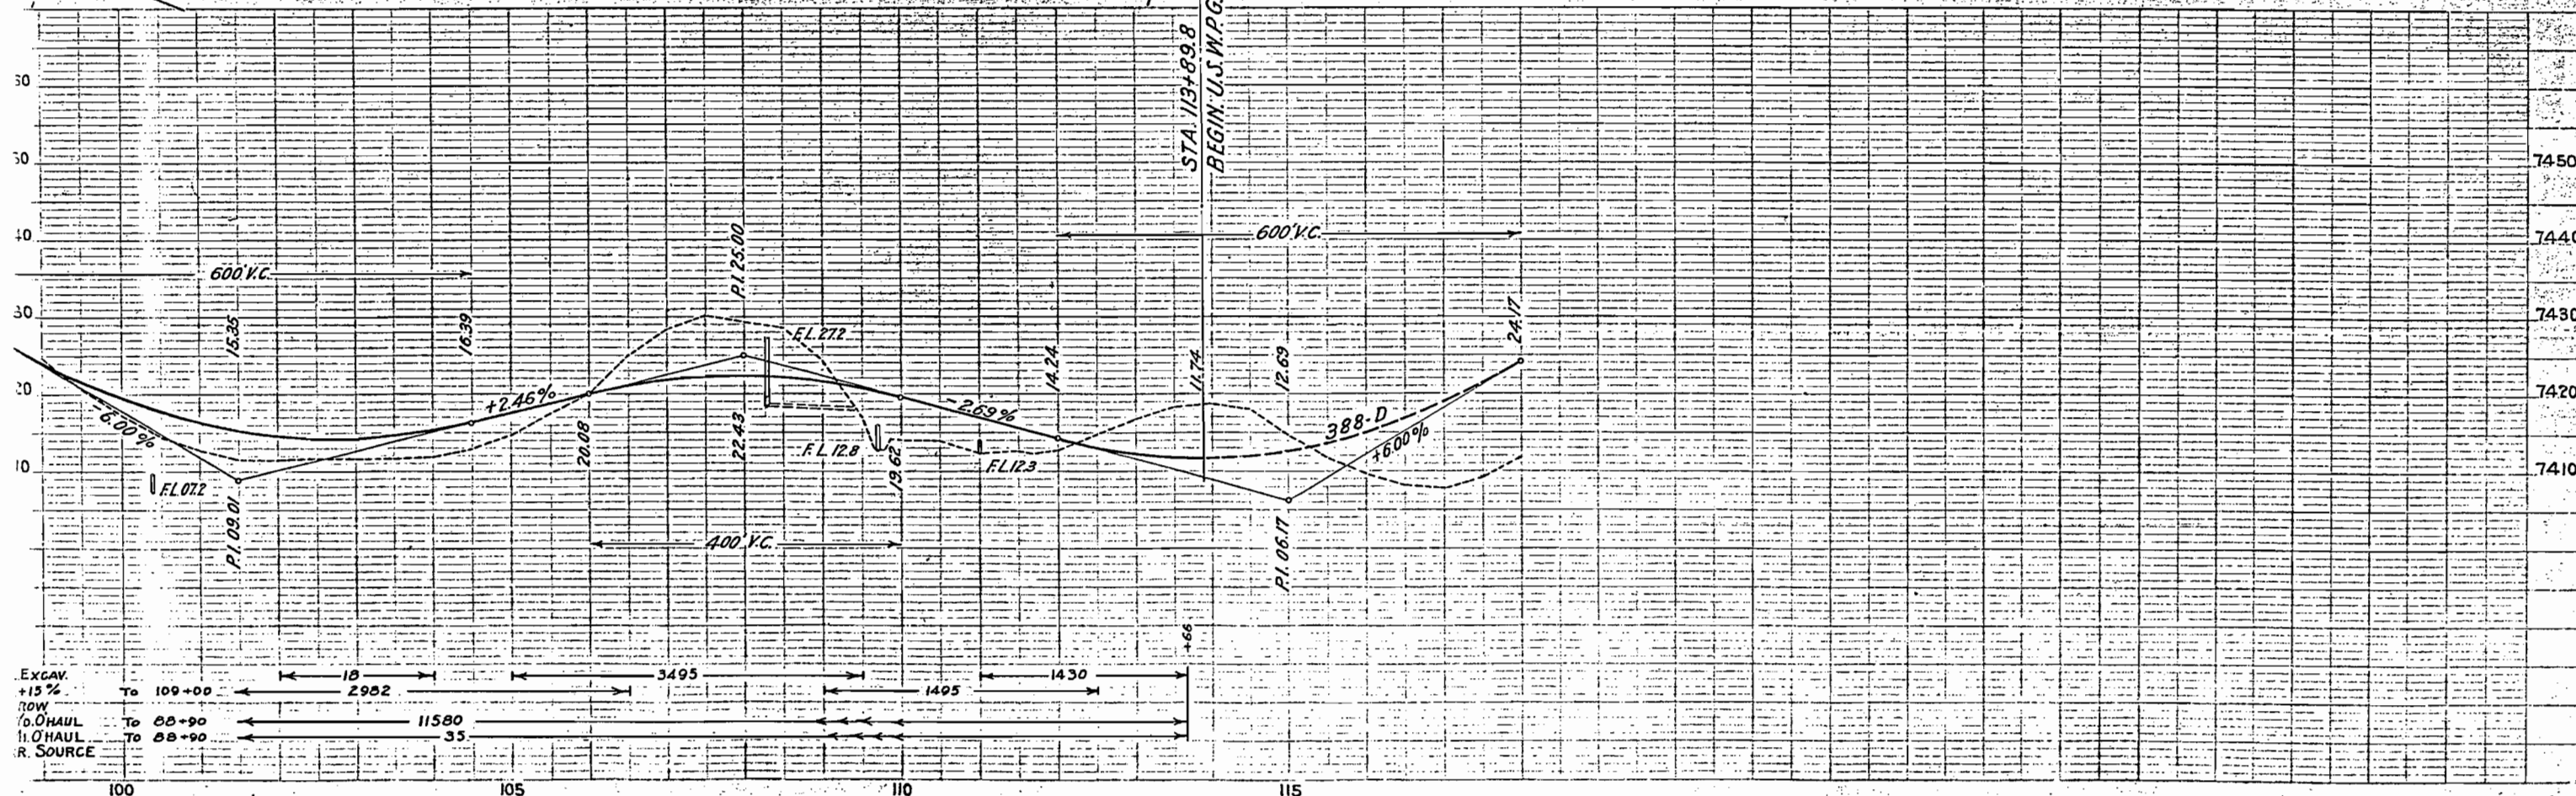 STA. 113+89.8
BEGIN. U.S.W.P.G.
7450
7440
7430
7420
7410
50
40
30
20
10
600' V.C.
600' V.C.
400' V.C.
15.35
16.39
P.I. 25.00
14.24
11.74
12.69
24.17
F.L. 27.2
-6.00%
+2.46%
-2.69%
388-D
+6.00%
20.08
22.43
F.L. 12.8
19.62
F.L. 12.3
F.L. 07.2
P.I. 09.01
P.I. 06.17
+66
EXCAV. 18 3495 1430
+15% To 109+00 2982 1495
ROW
O'HAUL To 88+90 11580
O'HAUL To 88+90 35
R. SOURCE
100 105 110 115